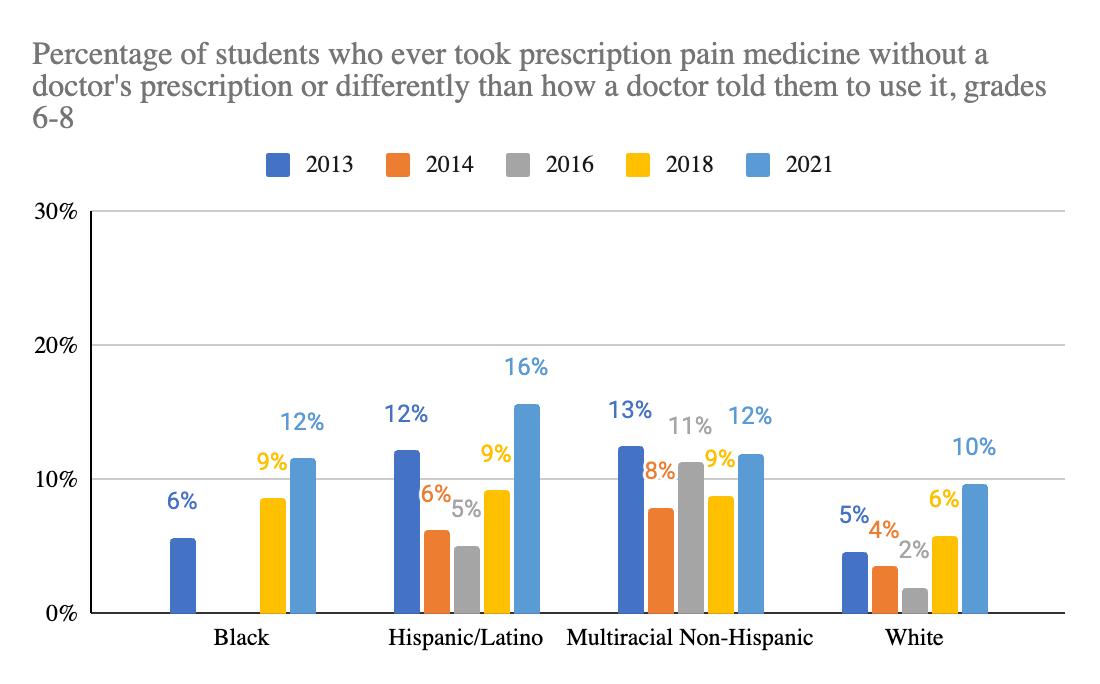 Percentage of students who ever took prescription pain medicine without a
doctor's prescription or differently than how a doctor told them to use it, grades
6-8
2013 2014 2016 2018 2021
30%
20%
10%
0%
6% 9% 12%
12% 6% 5% 9% 16%
13% 8% 11% 9% 12%
5% 4% 2% 6% 10%
Black Hispanic/Latino Multiracial Non-Hispanic White